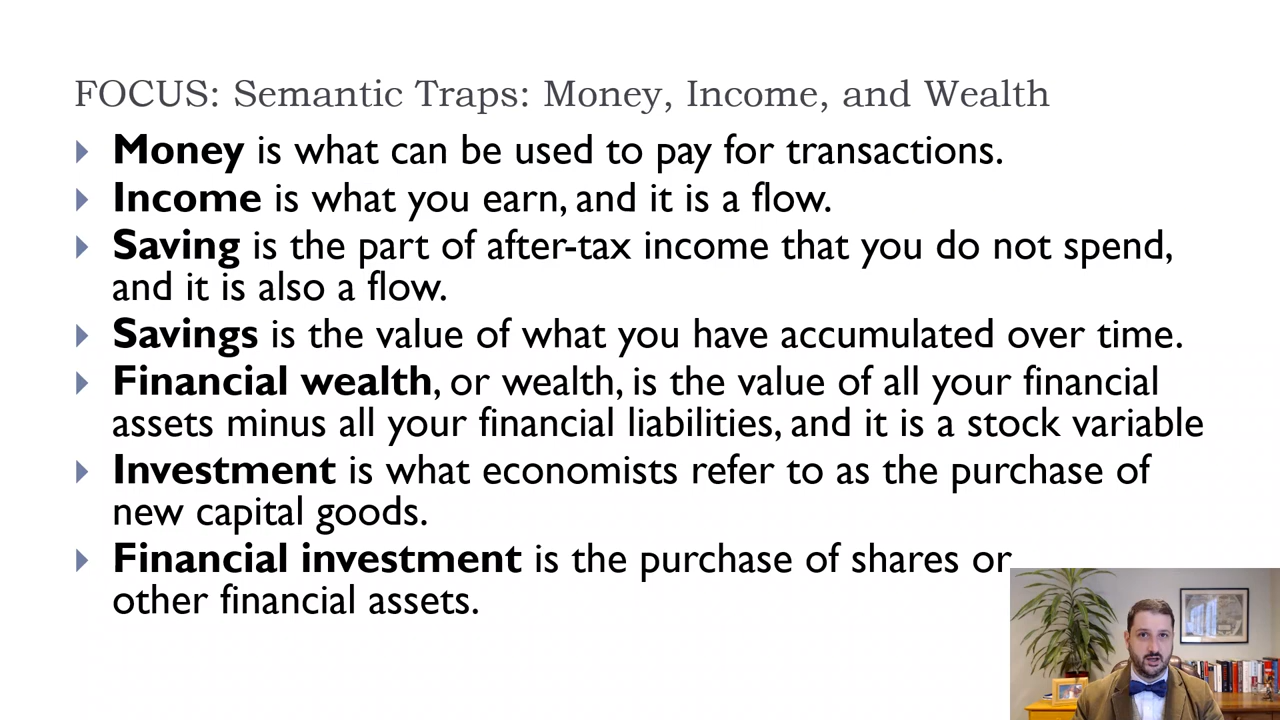 FOCUS: Semantic Traps: Money, Income, and Wealth
Money is what can be used to pay for transactions.
Income is what you earn, and it is a flow.
Saving is the part of after-tax income that you do not spend,
and it is also a flow.
Savings is the value of what you have accumulated over time.
Financial wealth, or wealth, is the value of all your financial
assets minus all your financial liabilities, and it is a stock variable
Investment is what economists refer to as the purchase of
new capital goods.
Financial investment is the purchase of shares or
other financial assets.